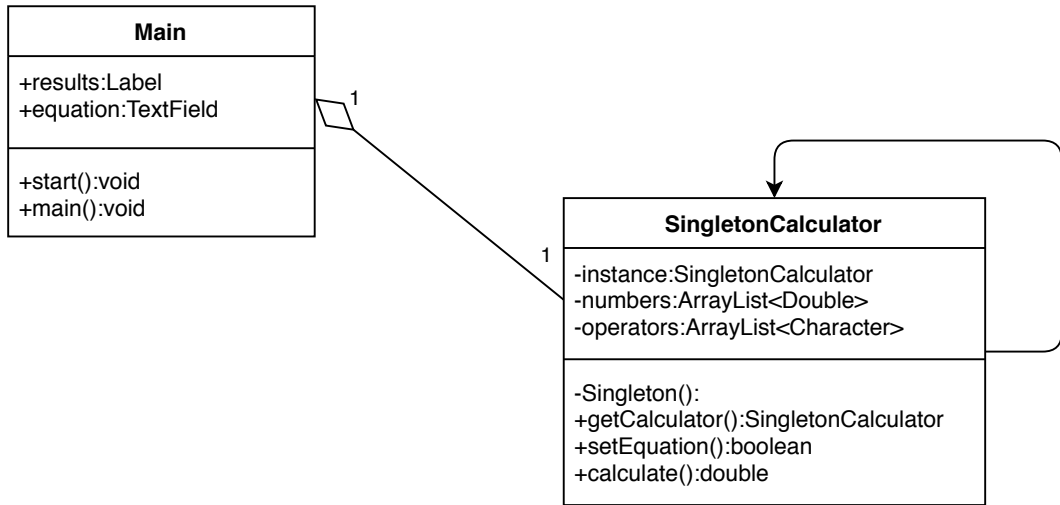 Main
+results:Label
+equation:TextField
+start():void
+main():void
1
1
SingletonCalculator
-instance:SingletonCalculator
-numbers:ArrayList<Double>
-operators:ArrayList<Character>
-Singleton():
+getCalculator():SingletonCalculator
+setEquation():boolean
+calculate():double